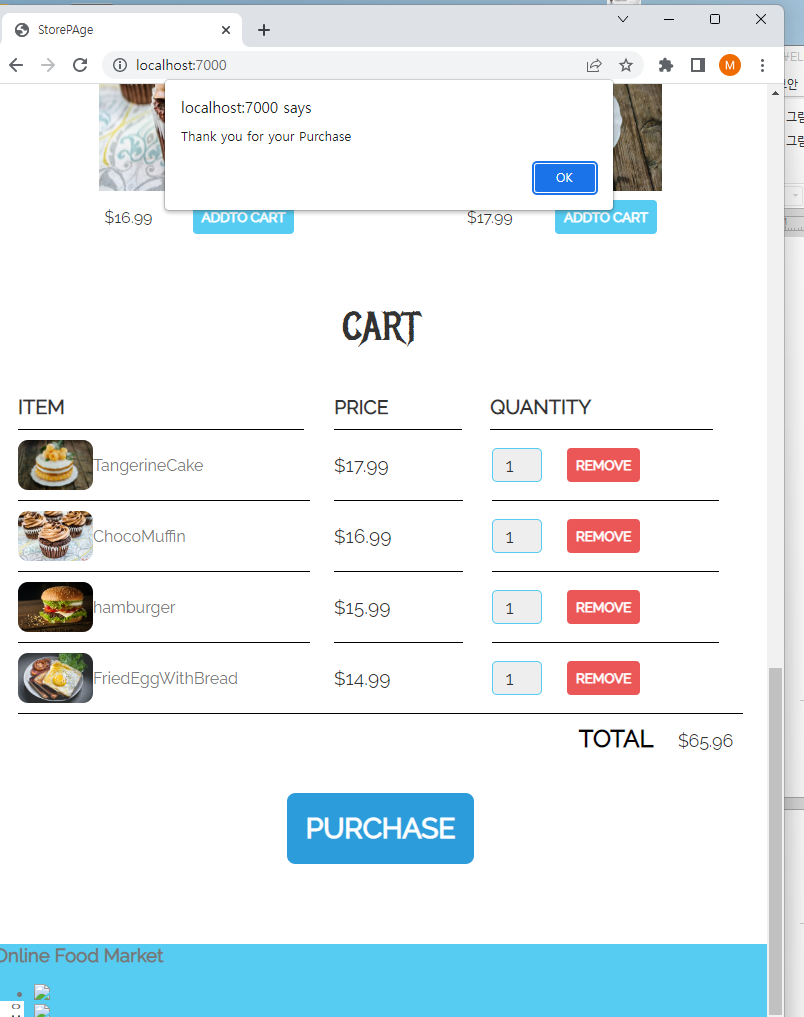 StorePAge
localhost:7000
M
localhost:7000 says
Thank you for your Purchase
OK
$16.99 ADDTO CART $17.99 ADDTO CART
CART
ITEM PRICE QUANTITY
TangerineCake $17.99 1 REMOVE
ChocoMuffin $16.99 1 REMOVE
hamburger $15.99 1 REMOVE
FriedEggWithBread $14.99 1 REMOVE
TOTAL $65.96
PURCHASE
Online Food Market